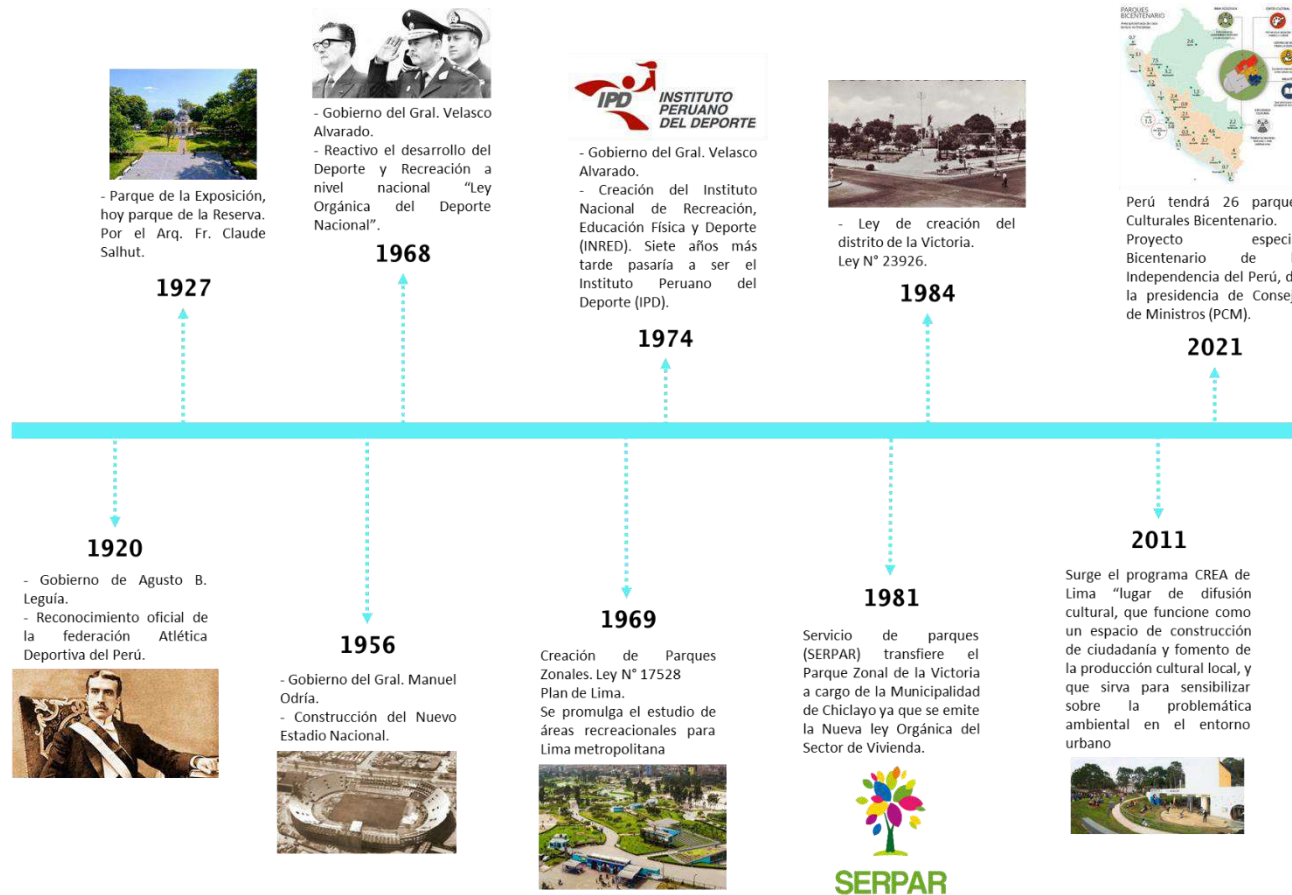 - Parque de la Exposición,
hoy parque de la Reserva.
Por el Arq. Fr. Claude
Salhut.
1927
- Gobierno del Gral. Velasco
Alvarado.
- Reactivo el desarrollo del
Deporte y Recreación a
nivel nacional “Ley
Orgánica del Deporte
Nacional”.
1968
IPD
INSTITUTO
PERUANO
DEL DEPORTE
- Gobierno del Gral. Velasco
Alvarado.
- Creación del Instituto
Nacional de Recreación,
Educación Física y Deporte
(INRED). Siete años más
tarde pasaría a ser el
Instituto Peruano del
Deporte (IPD).
1974
- Ley de creación del
distrito de la Victoria.
Ley N° 23926.
1984
PARQUES
BICENTENARIO
Perú tendrá 26 parque
Culturales Bicentenario.
Proyecto especi
Bicentenario de l
Independencia del Perú, d
la presidencia de Consej
de Ministros (PCM).
2021
1920
- Gobierno de Agusto B.
Leguía.
- Reconocimiento oficial de
la federación Atlética
Deportiva del Perú.
1956
- Gobierno del Gral. Manuel
Odría.
- Construcción del Nuevo
Estadio Nacional.
1969
Creación de Parques
Zonales. Ley N° 17528
Plan de Lima.
Se promulga el estudio de
áreas recreacionales para
Lima metropolitana
1981
Servicio de parques
(SERPAR) transfiere el
Parque Zonal de la Victoria
a cargo de la Municipalidad
de Chiclayo ya que se emite
la Nueva ley Orgánica del
Sector de Vivienda.
SERPAR
2011
Surge el programa CREA de
Lima “lugar de difusión
cultural, que funcione como
un espacio de construcción
de ciudadanía y fomento de
la producción cultural local, y
que sirva para sensibilizar
sobre la problemática
ambiental en el entorno
urbano